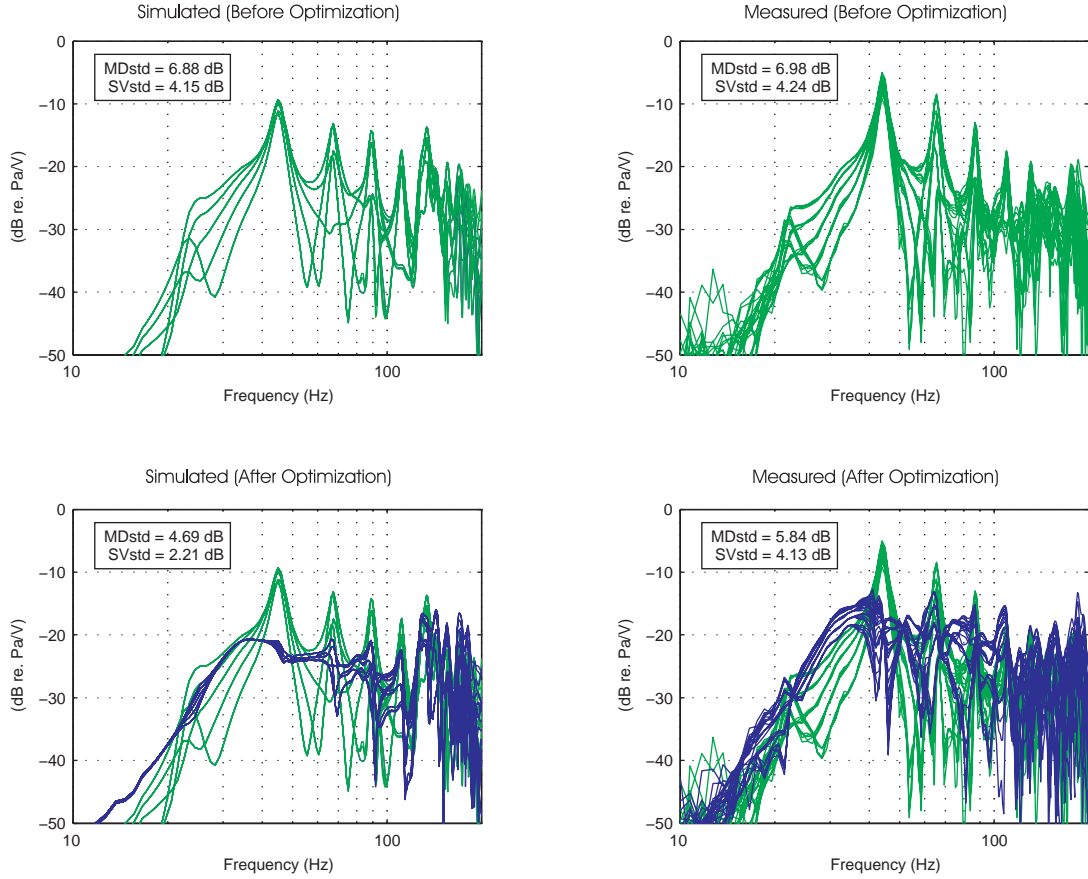 Simulated (Before Optimization)
0
−10
−20
−30
−40
−50
(dB re. Pa/V)
MDstd = 6.88 dB
SVstd = 4.15 dB
10
100
Frequency (Hz)
Measured (Before Optimization)
0
−10
−20
−30
−40
−50
(dB re. Pa/V)
MDstd = 6.98 dB
SVstd = 4.24 dB
10
100
Frequency (Hz)
Simulated (After Optimization)
0
−10
−20
−30
−40
−50
(dB re. Pa/V)
MDstd = 4.69 dB
SVstd = 2.21 dB
10
100
Frequency (Hz)
Measured (After Optimization)
0
−10
−20
−30
−40
−50
(dB re. Pa/V)
MDstd = 5.84 dB
SVstd = 4.13 dB
10
100
Frequency (Hz)